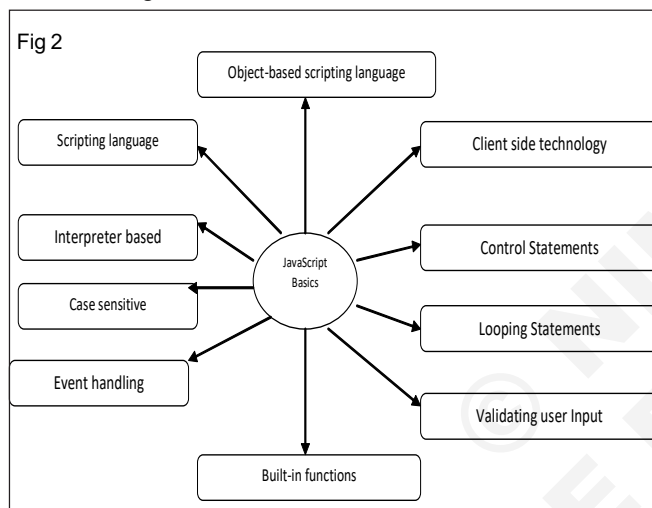 Fig 2
Object-based scripting language
Scripting language
Client side technology
Interpreter based
Control Statements
JavaScript
Basics
Case sensitive
Looping Statements
Event handling
Validating user Input
Built-in functions
©